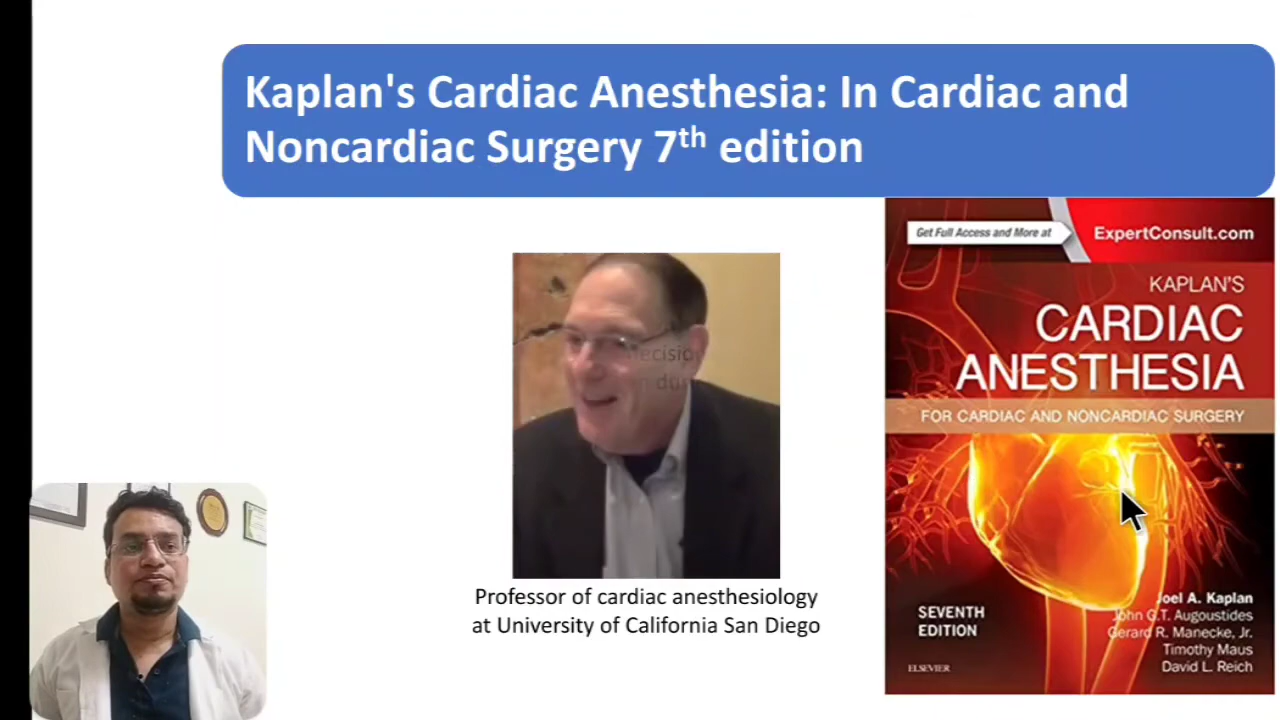 Kaplan's Cardiac Anesthesia: In Cardiac and
Noncardiac Surgery 7th edition
Get Full Access and More at
ExpertConsult.com
KAPLAN'S
CARDIAC
ANESTHESIA
FOR CARDIAC AND NONCARDIAC SURGERY
SEVENTH
EDITION
Joel A. Kaplan
John G.T. Augoustides
Gerard R. Manecke, Jr.
Timothy Maus
David L. Reich
ELSEVIER
Professor of cardiac anesthesiology
at University of California San Diego